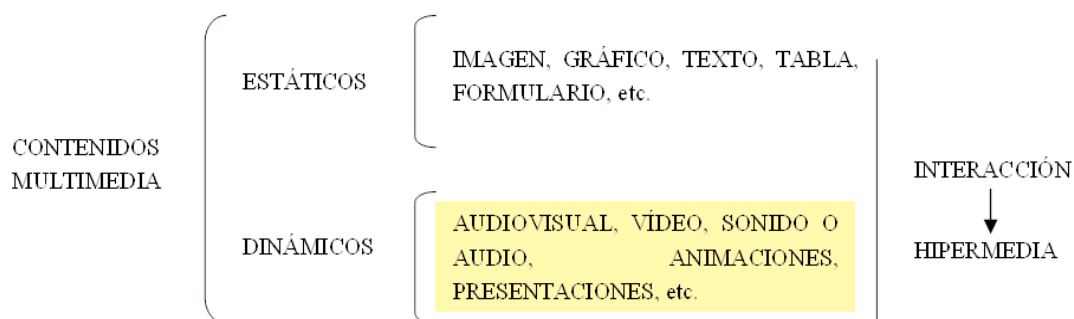 CONTENIDOS
MULTIMEDIA
ESTÁTICOS
IMAGEN, GRÁFICO, TEXTO, TABLA,
FORMULARIO, etc.
DINÁMICOS
AUDIOVISUAL, VÍDEO, SONIDO O
AUDIO, ANIMACIONES,
PRESENTACIONES, etc.
INTERACCIÓN
HIPERMEDIA